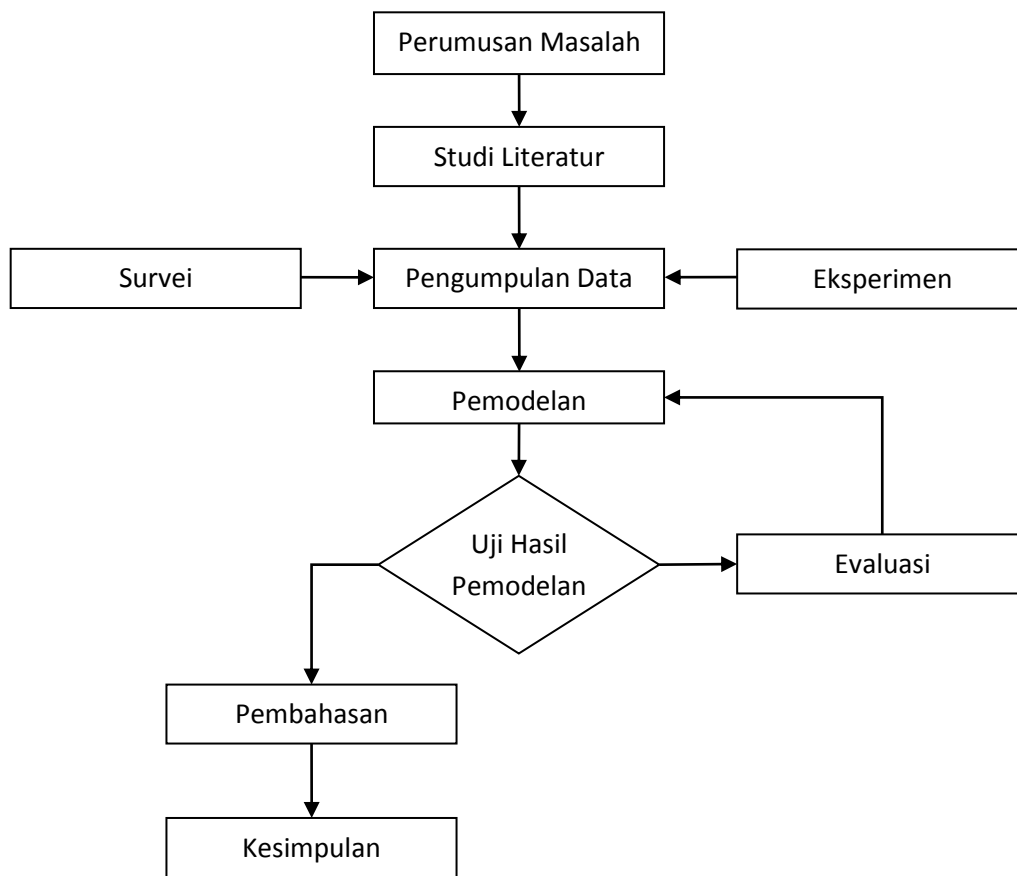 Perumusan Masalah
Studi Literatur
Survei
Pengumpulan Data
Eksperimen
Pemodelan
Uji Hasil
Pemodelan
Evaluasi
Pembahasan
Kesimpulan